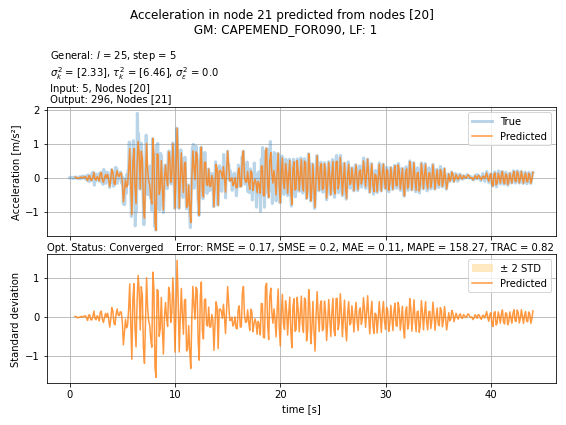 Acceleration in node 21 predicted from nodes [20]
GM: CAPEMEND_FOR090, LF: 1
General: l = 25, step = 5
σ²ₖ = [2.33], τ²ₖ = [6.46], σ²ε = 0.0
Input: 5, Nodes [20]
Output: 296, Nodes [21]
2
1
0
−1
Acceleration [m/s²]
True
Predicted
Opt. Status: Converged Error: RMSE = 0.17, SMSE = 0.2, MAE = 0.11, MAPE = 158.27, TRAC = 0.82
1
0
−1
Standard deviation
± 2 STD
Predicted
0 10 20 30 40
time [s]